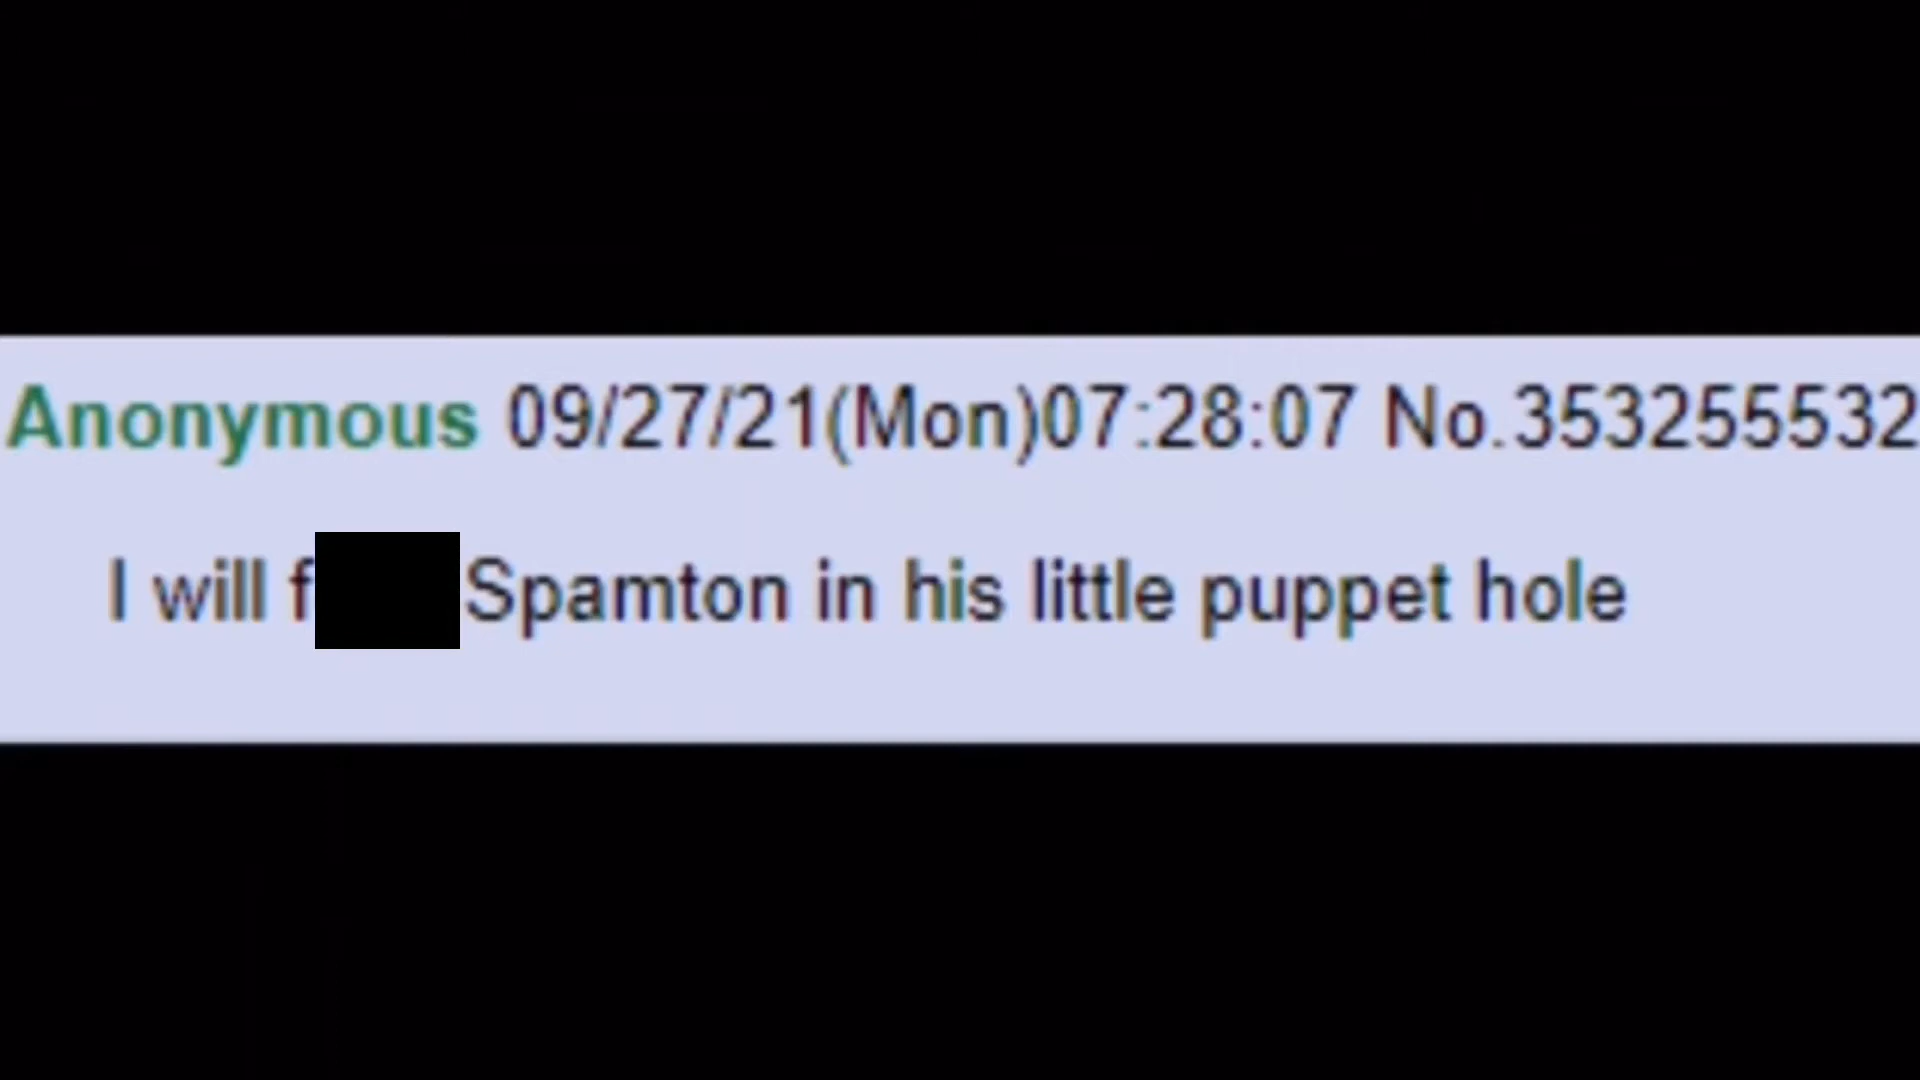 Anonymous 09/27/21(Mon)07:28:07 No.353255532
I will f Spamton in his little puppet hole